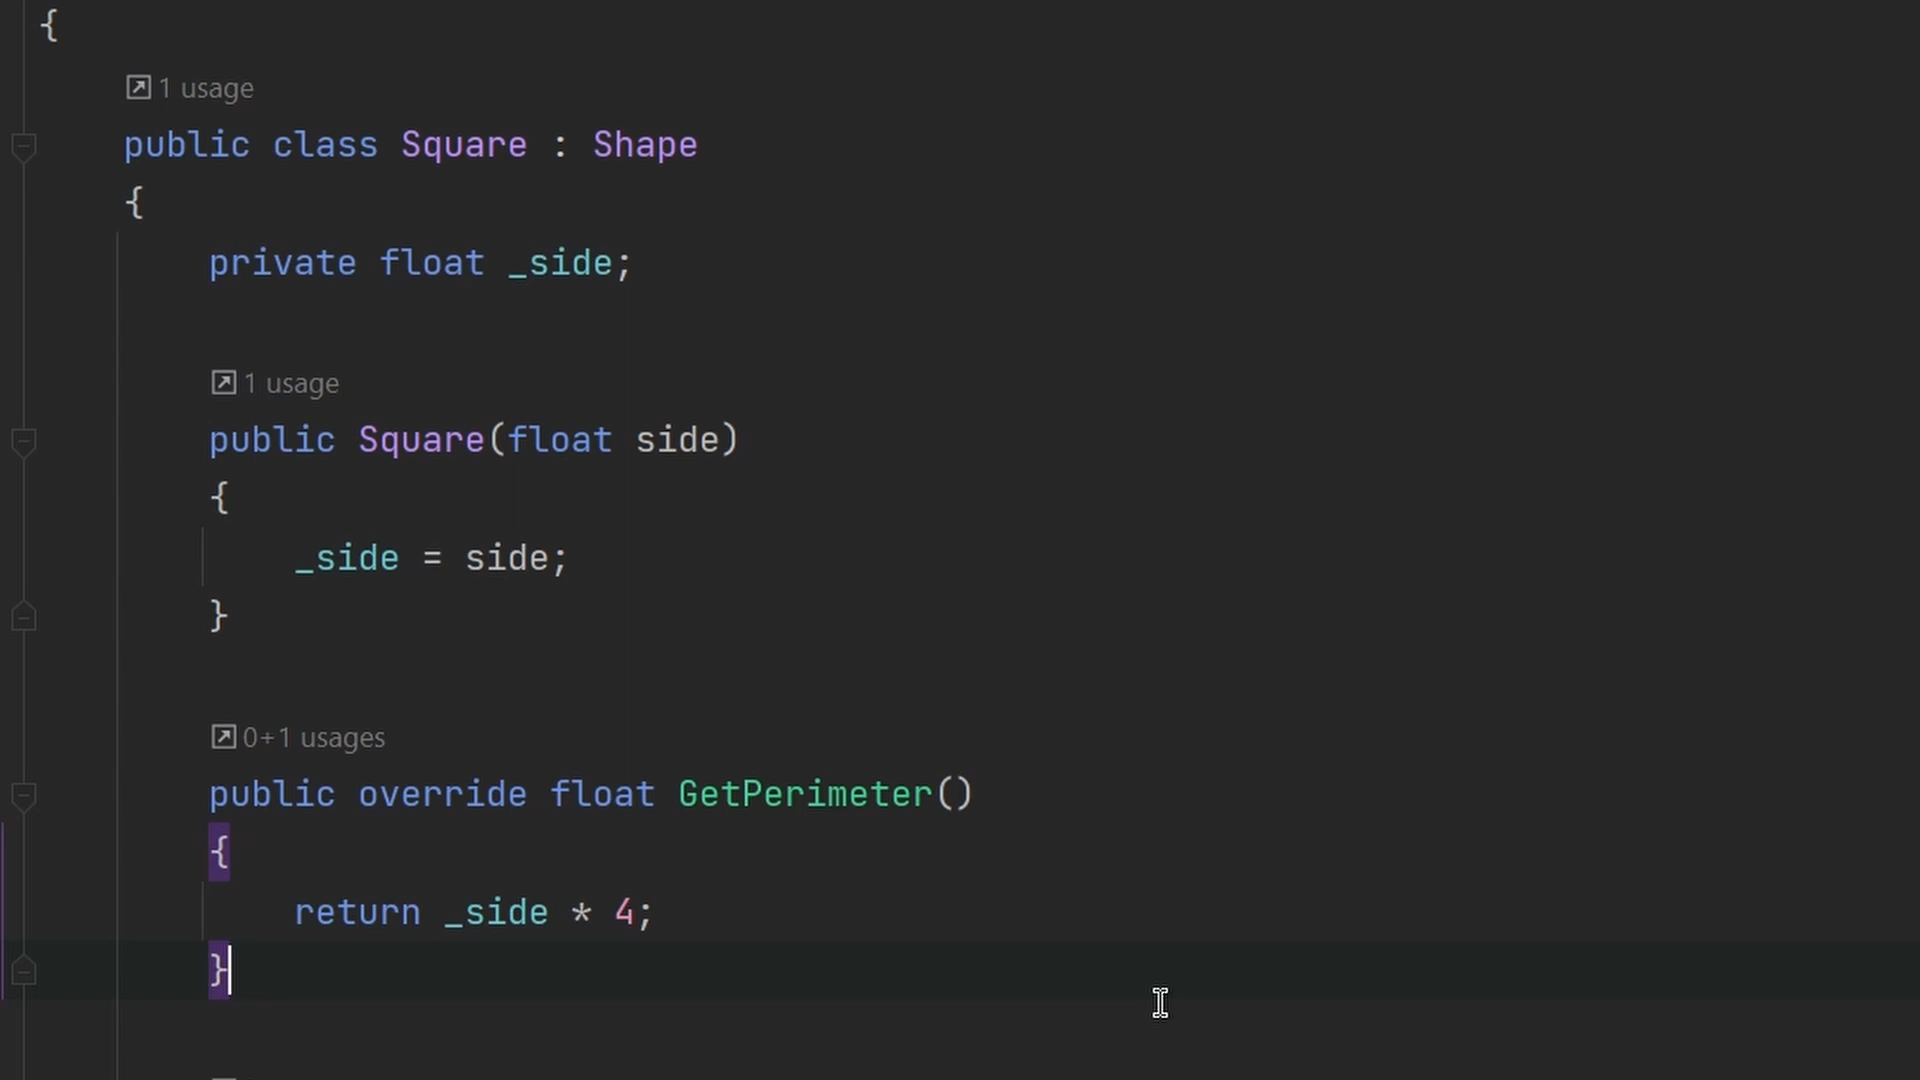 {
1 usage
public class Square : Shape
{
private float _side;
1 usage
public Square(float side)
{
_side = side;
}
0+1 usages
public override float GetPerimeter()
{
return _side * 4;
}